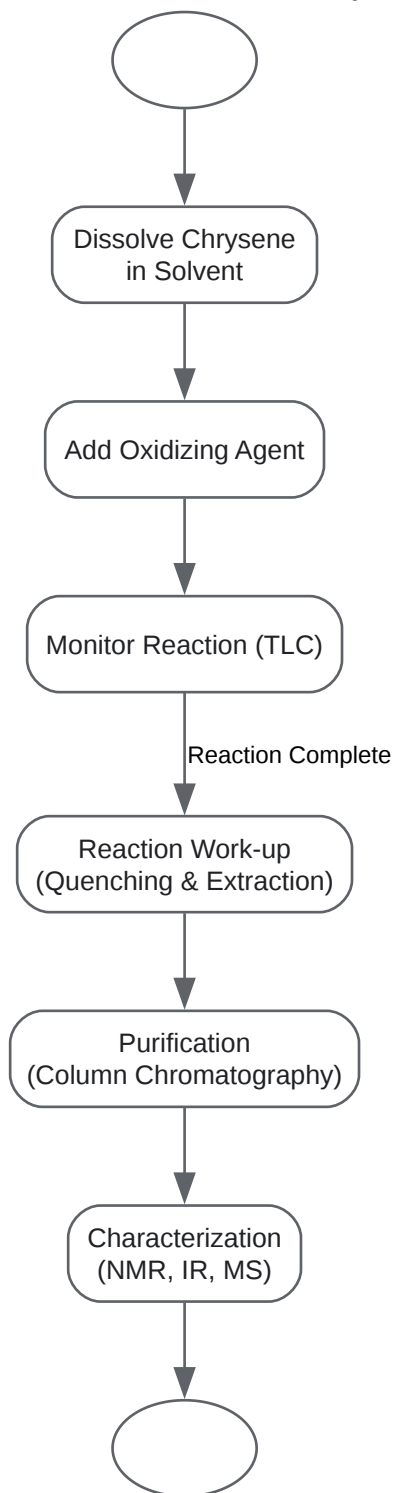 Dissolve Chrysene
in Solvent
Add Oxidizing Agent
Monitor Reaction (TLC)
Reaction Complete
Reaction Work-up
(Quenching & Extraction)
Purification
(Column Chromatography)
Characterization
(NMR, IR, MS)